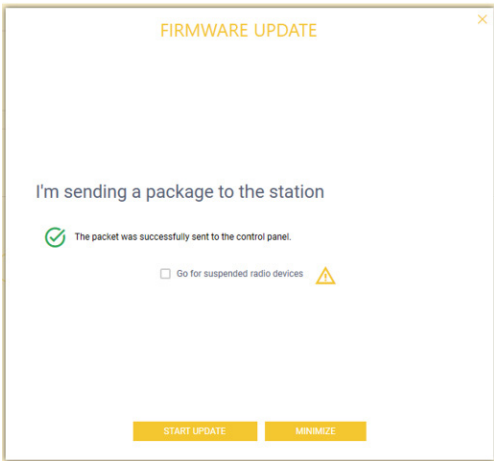 FIRMWARE UPDATE
I'm sending a package to the station
The packet was successfully sent to the control panel.
Go for suspended radio devices
START UPDATE MINIMIZE